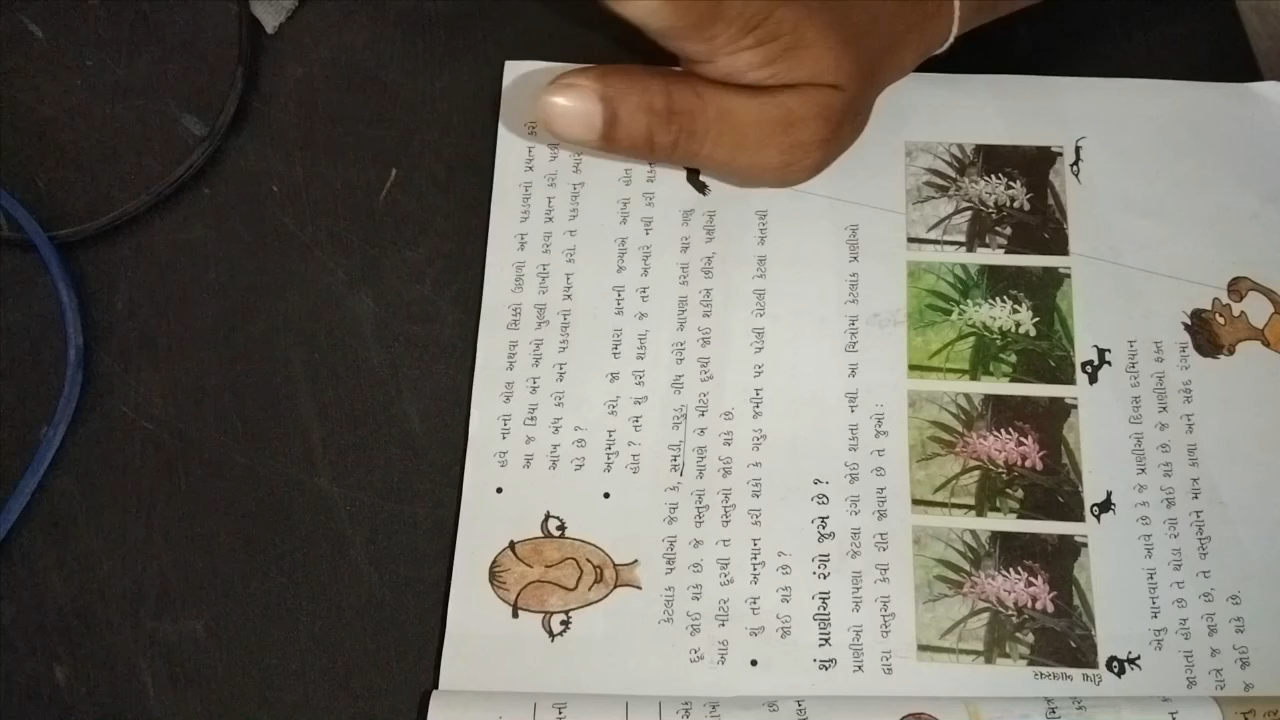 હવે નાનો બોલ અથવા સિક્કો ઉછાળો અને પકડવાનો પ્રયત્ન કરો
આ જ ક્રિયા બંને આંખો ખુલ્લી રાખીને કરવા પ્રયત્ન કરો. પછી
આંખ બંધ કરો અને પકડવાનો પ્રયત્ન કરો. તે પકડવાનું ક્યારે
પડે છે ?
અનુમાન કરો, જો તમારા કાનની જગ્યાએ આંખો હોત
હોત ? તમે શું કરી શકતા, જે તમે અત્યારે નથી કરી શકતા
કેટલાંક પક્ષીઓ જેવાં કે, સમડી, ગરુડ, ગીધ વગેરે આપણા કરતાં ચાર ગણું
દૂર જોઈ શકે છે. જે વસ્તુઓ આપણે બે મીટર દૂરથી જોઈ શકીએ છીએ, પક્ષીઓ
આઠ મીટર દૂરથી તે વસ્તુઓ જોઈ શકે છે.
શું તમે અનુમાન કરી શકો કે ગરુડ જમીન પર પડેલી રોટલી કેટલાં અંતરથી
જોઈ શકે છે ?
શું પ્રાણીઓ રંગો જુએ છે ?
પ્રાણીઓ આપણા જેટલા રંગો જોઈ શકતા નથી. આ ચિત્રોમાં કેટલાંક પ્રાણીઓ
દ્વારા વસ્તુઓ કેવી રીતે જોવાય છે તે જુઓ :
એવું માનવામાં આવે છે કે જે પ્રાણીઓ દિવસ દરમિયાન
જાગતાં હોય છે તે થોડા રંગો જોઈ શકે છે. જે પ્રાણીઓ ફક્ત
રાત્રે જ જાગે છે, તે વસ્તુઓને માત્ર કાળા અને સફેદ રંગમાં
જ જોઈ શકે છે.